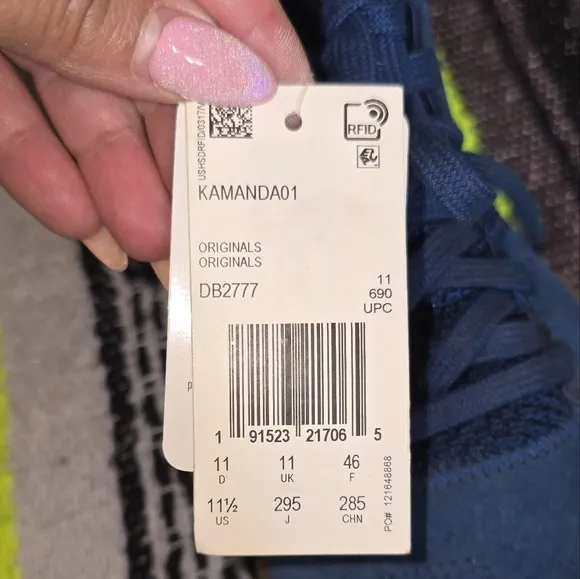 USHSDRFID/0317/
RFID
KAMANDA01
ORIGINALS
ORIGINALS
DB2777
11
690
UPC
1 91523 21706 5
11 11 46
D UK F
11½ 295 285
US J CHN
PO# 121648868
p